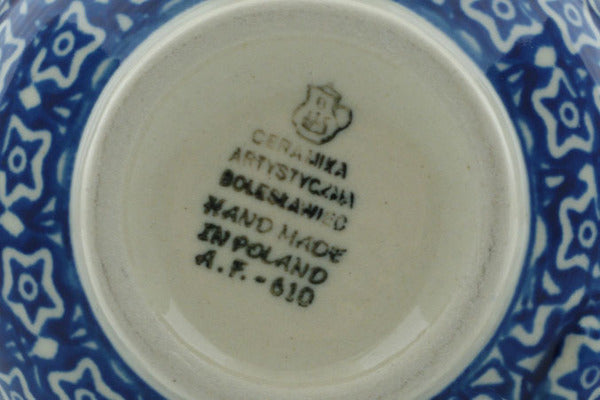 CERAMIKA
ARTYSTYCZNA
BOLESŁAWIEC
HAND MADE
IN POLAND
A.F.-610